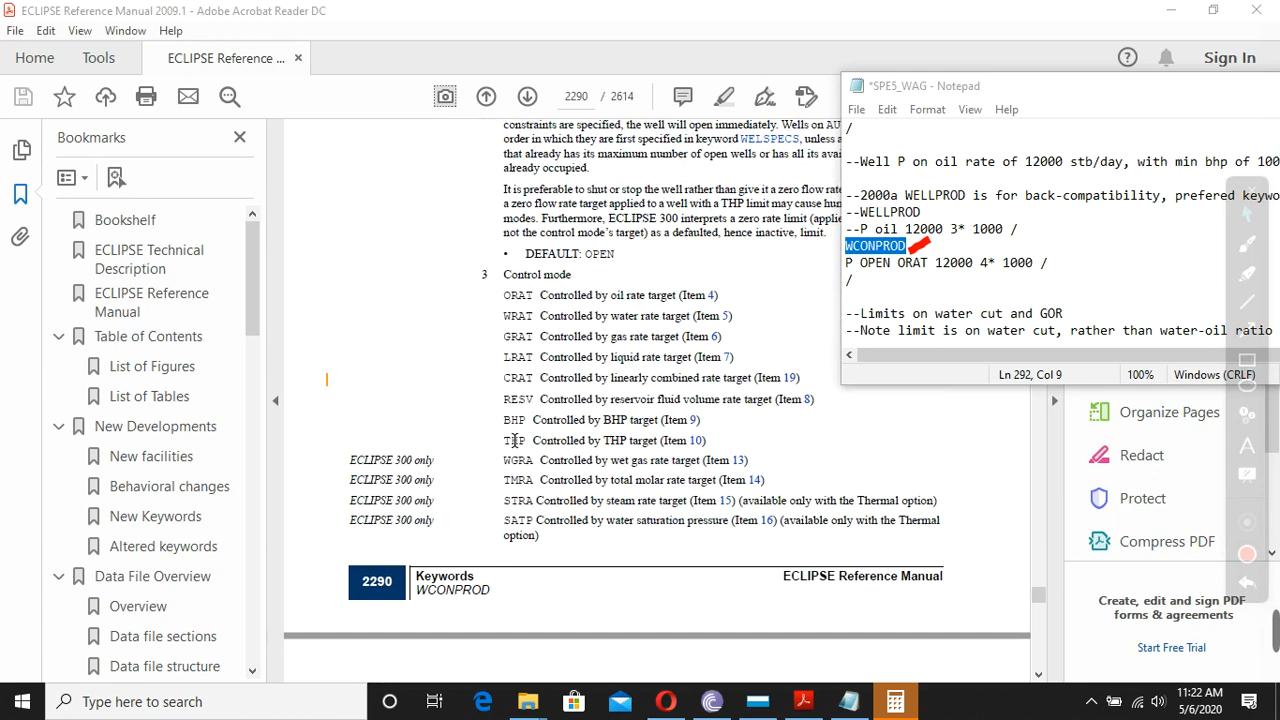 ECLIPSE Reference Manual 2009.1 - Adobe Acrobat Reader DC
File Edit View Window Help
Home Tools ECLIPSE Reference ... ×
Sign In
2290 / 2614
Bookmarks
Bookshelf
ECLIPSE Technical
Description
ECLIPSE Reference
Manual
Table of Contents
List of Figures
List of Tables
New Developments
New facilities
Behavioral changes
New Keywords
Altered keywords
Data File Overview
Overview
Data file sections
Data file structure
constraints are specified, the well will open immediately. Wells on AU
order in which they are first specified in keyword WELSPECS, unless a
that already has its maximum number of open wells or has all its avai
already occupied.
It is preferable to shut or stop the well rather than give it a zero flow rate
a zero flow rate target applied to a well with a THP limit may cause hun
modes. Furthermore, ECLIPSE 300 interprets a zero rate limit (applie
not the control mode's target) as a defaulted, hence inactive, limit.
• DEFAULT: OPEN
3 Control mode
ORAT Controlled by oil rate target (Item 4)
WRAT Controlled by water rate target (Item 5)
GRAT Controlled by gas rate target (Item 6)
LRAT Controlled by liquid rate target (Item 7)
CRAT Controlled by linearly combined rate target (Item 19)
RESV Controlled by reservoir fluid volume rate target (Item 8)
BHP Controlled by BHP target (Item 9)
THP Controlled by THP target (Item 10)
ECLIPSE 300 only WGRA Controlled by wet gas rate target (Item 13)
ECLIPSE 300 only TMRA Controlled by total molar rate target (Item 14)
ECLIPSE 300 only STRA Controlled by steam rate target (Item 15) (available only with the Thermal option)
ECLIPSE 300 only SATP Controlled by water saturation pressure (Item 16) (available only with the Thermal
option)
2290 Keywords ECLIPSE Reference Manual
WCONPROD
*SPE5_WAG - Notepad
File Edit Format View Help
/
--Well P on oil rate of 12000 stb/day, with min bhp of 100
--2000a WELLPROD is for back-compatibility, prefered keywo
--WELLPROD
--P oil 12000 3* 1000 /
WCONPROD
P OPEN ORAT 12000 4* 1000 /
/
--Limits on water cut and GOR
--Note limit is on water cut, rather than water-oil ratio
Ln 292, Col 9 100% Windows (CRLF)
Organize Pages
Redact
Protect
Compress PDF
Create, edit and sign PDF
forms & agreements
Start Free Trial
Type here to search
11:22 AM
5/6/2020